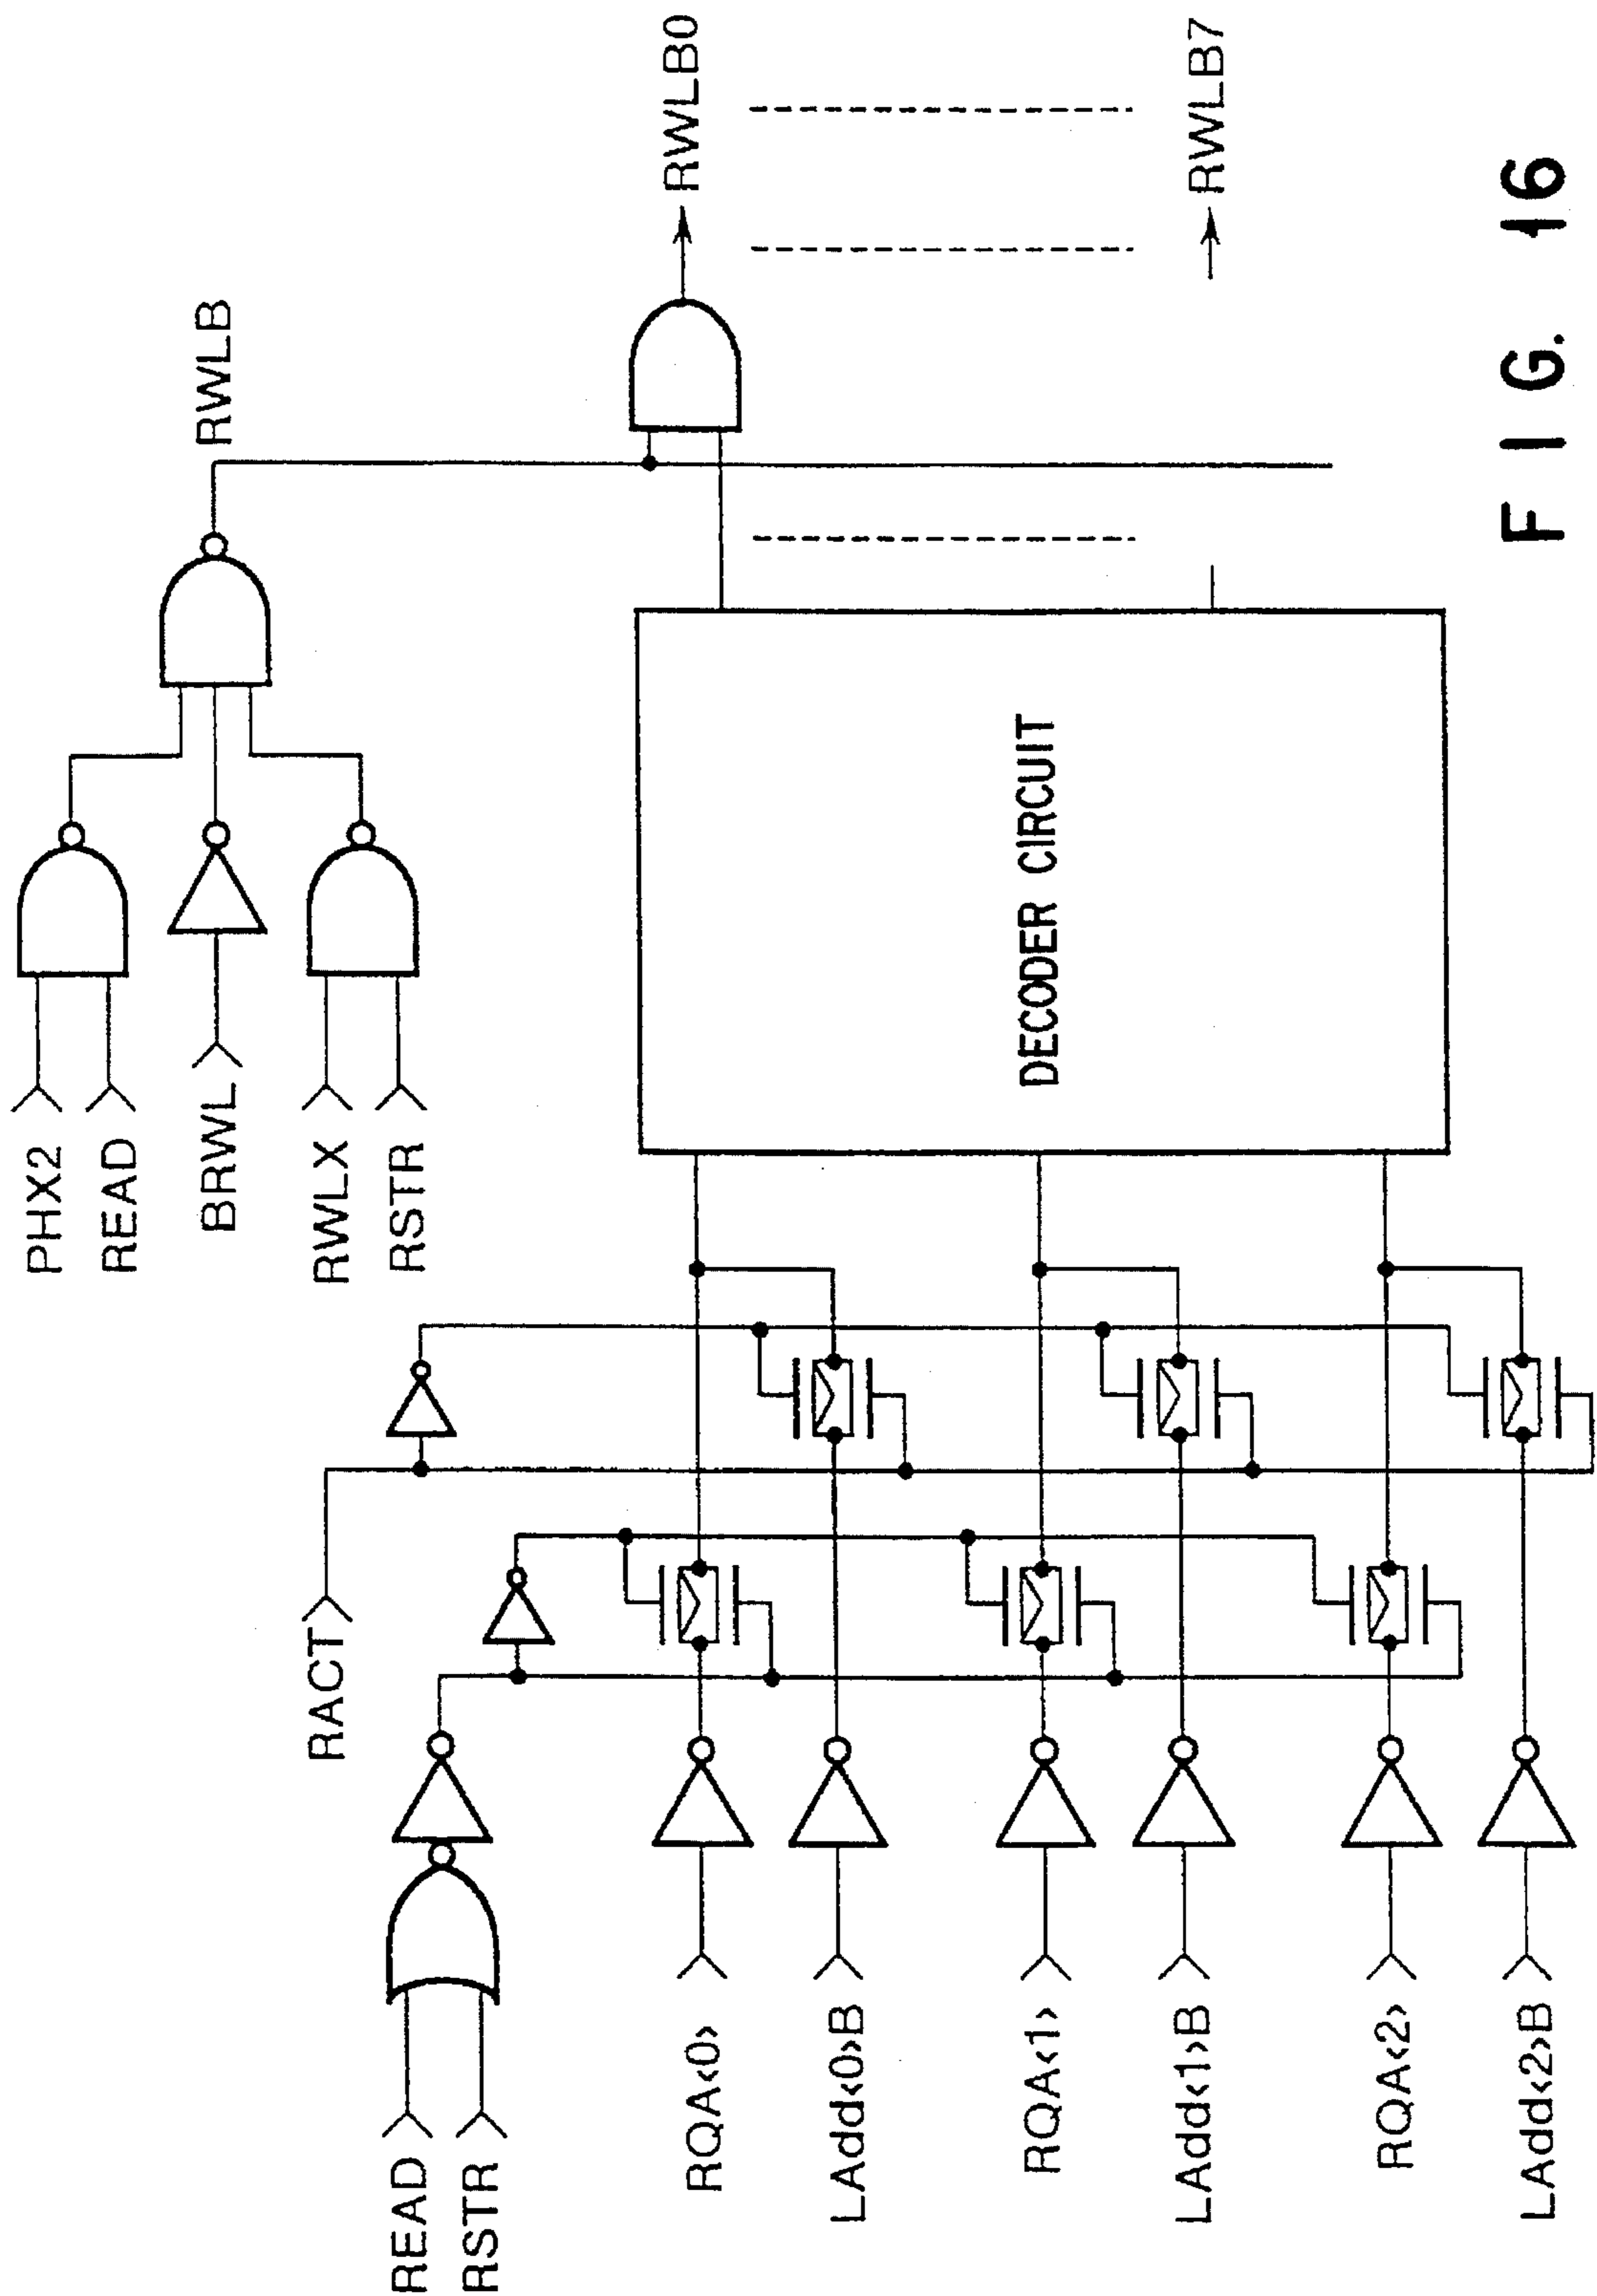 PHX2
READ
BRWL
RWLX
RSTR
RWLB
RACT
READ
RSTR
RQA<0>
LAdd<0>B
RQA<1>
LAdd<1>B
RQA<2>
LAdd<2>B
DECODER CIRCUIT
RWLB0
RWLB7
FIG. 16